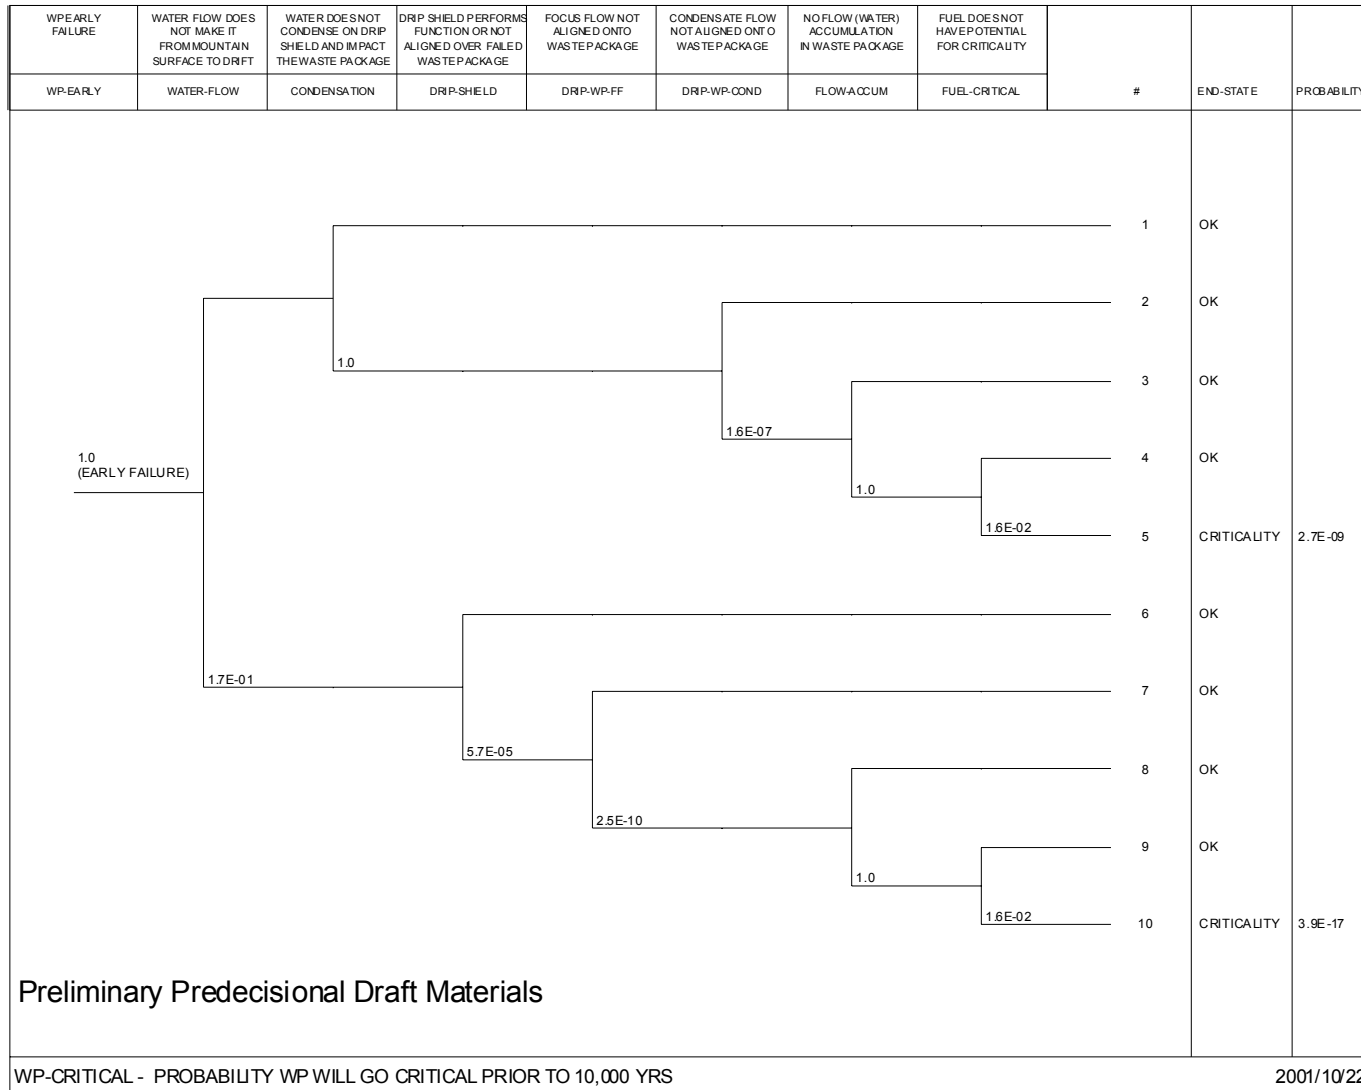 WP EARLY
FAILURE
WATER FLOW DOES
NOT MAKE IT
FROM MOUNTAIN
SURFACE TO DRIFT
WATER DOES NOT
CONDENSE ON DRIP
SHIELD AND IMPACT
THE WASTE PACKAGE
DRIP SHIELD PERFORMS
FUNCTION OR NOT
ALIGNED OVER FAILED
WASTE PACKAGE
FOCUS FLOW NOT
ALIGNED ONTO
WASTE PACKAGE
CONDENSATE FLOW
NOT ALIGNED ONTO
WASTE PACKAGE
NO FLOW (WATER)
ACCUMULATION
IN WASTE PACKAGE
FUEL DOES NOT
HAVE POTENTIAL
FOR CRITICALITY
WP-EARLY
WATER-FLOW
CONDENSATION
DRIP-SHIELD
DRIP-WP-FF
DRIP-WP-COND
FLOW-ACCUM
FUEL-CRITICAL
#
END-STATE
PROBABILITY
1 OK
2 OK
1.0
3 OK
1.6E-07
1.0
(EARLY FAILURE)
4 OK
1.0
1.6E-02
5 CRITICALITY 2.7E-09
6 OK
1.7E-01
7 OK
5.7E-05
8 OK
2.5E-10
9 OK
1.0
1.6E-02
10 CRITICALITY 3.9E-17
Preliminary Predecisional Draft Materials
WP-CRITICAL - PROBABILITY WP WILL GO CRITICAL PRIOR TO 10,000 YRS
2001/10/22